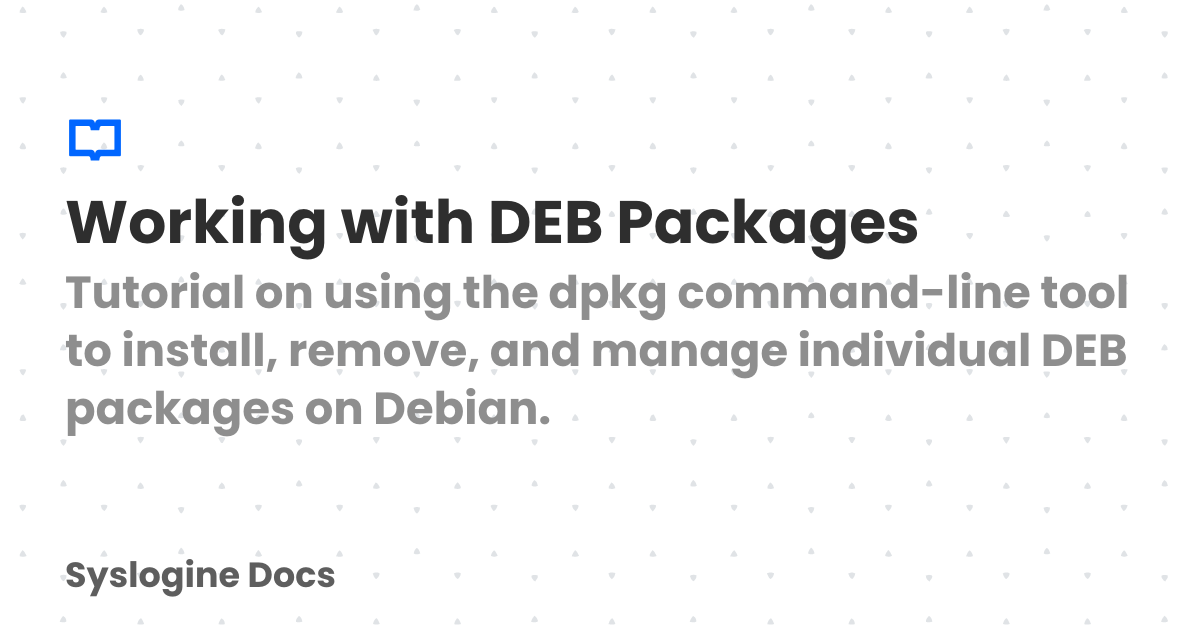 Working with DEB Packages
Tutorial on using the dpkg command-line tool
to install, remove, and manage individual DEB
packages on Debian.
Syslogine Docs